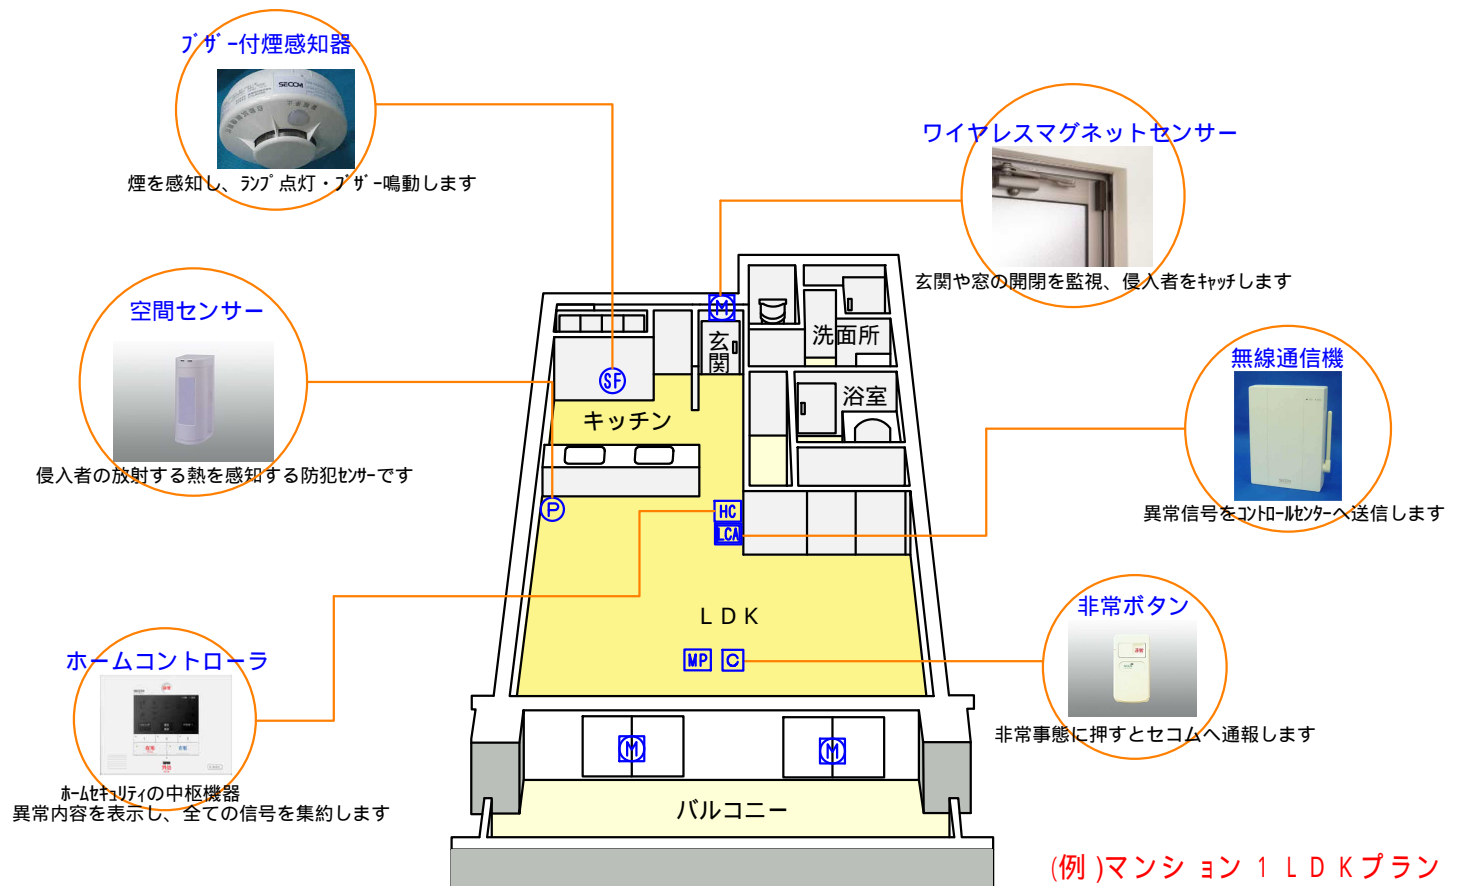 ブザー付煙感知器
SECOM
煙を感知し、ランプ点灯・ブザー鳴動します
ワイヤレスマグネットセンサー
玄関や窓の開閉を監視、侵入者をキャッチします
空間センサー
侵入者の放射する熱を感知する防犯センサーです
無線通信機
異常信号をコントロールセンターへ送信します
ホームコントローラ
ホームセキュリティの中枢機器
異常内容を表示し、全ての信号を集約します
非常ボタン
非常
非常事態に押すとセコムへ通報します
M
玄関
洗面所
SF
キッチン
浴室
P
HC
LCA
LDK
MP
C
M
M
バルコニー
(例)マンション1LDKプラン